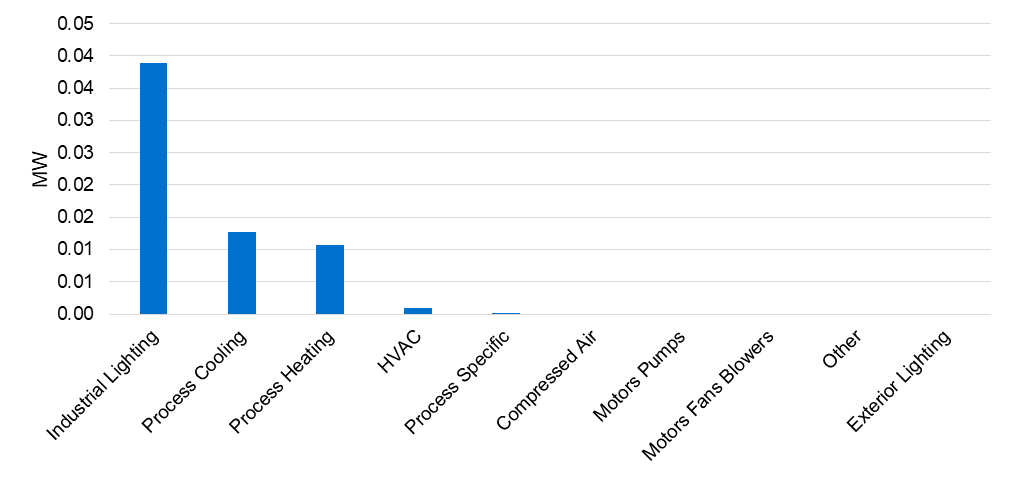 0.05
0.04
0.04
0.03
0.03
0.02
0.02
0.01
0.01
0.00
MW
Industrial Lighting
Process Cooling
Process Heating
HVAC
Process Specific
Compressed Air
Motors Pumps
Motors Fans Blowers
Other
Exterior Lighting